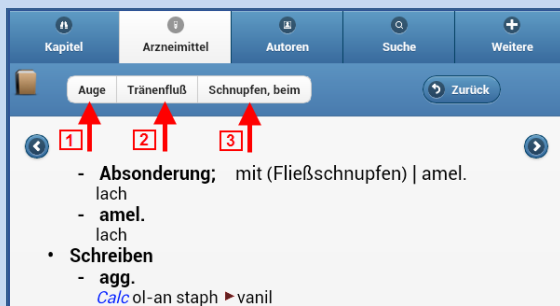 Kapitel Arzneimittel Autoren Suche Weitere
Auge Tränenfluß Schnupfen, beim Zurück
1 2 3
- Absonderung; mit (Fließschnupfen) | amel.
lach
- amel.
lach
• Schreiben
- agg.
Calc ol-an staph ►vanil